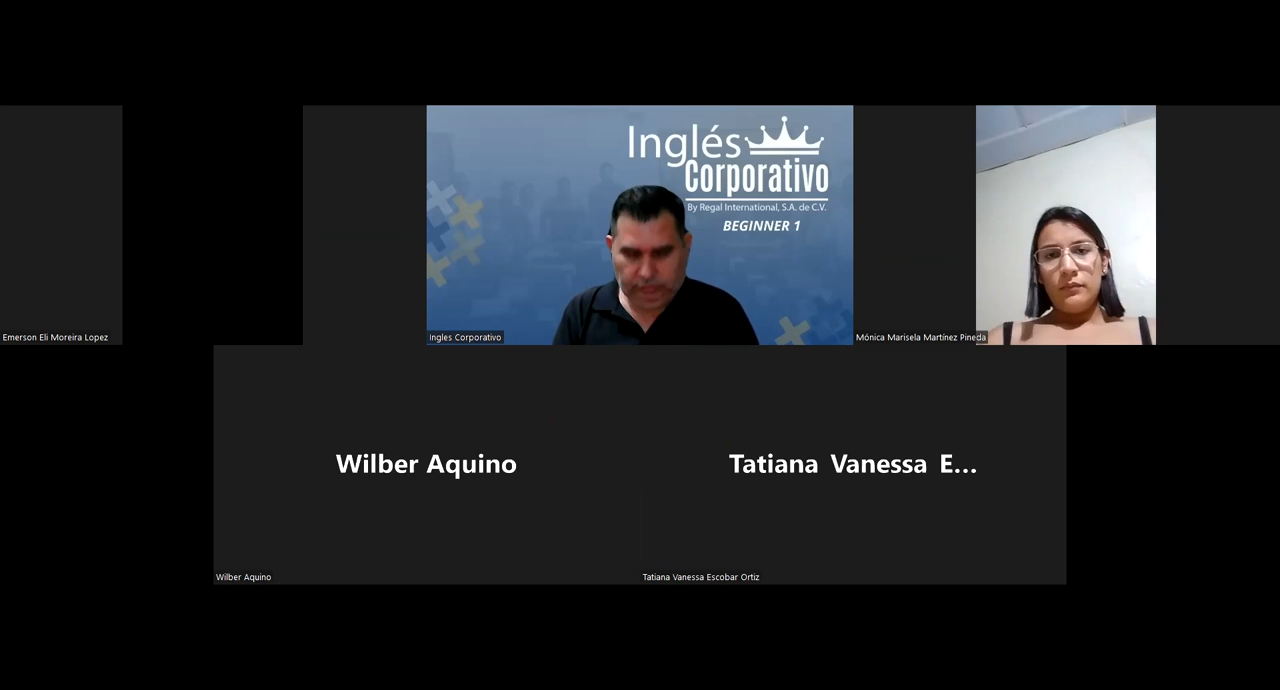 Inglés
Corporativo
By Regal International, S.A. de C.V.
BEGINNER 1
Emerson Eli Moreira Lopez
Ingles Corporativo
Mónica Marisela Martínez Pineda
Wilber Aquino
Tatiana Vanessa E...
Wilber Aquino
Tatiana Vanessa Escobar Ortiz